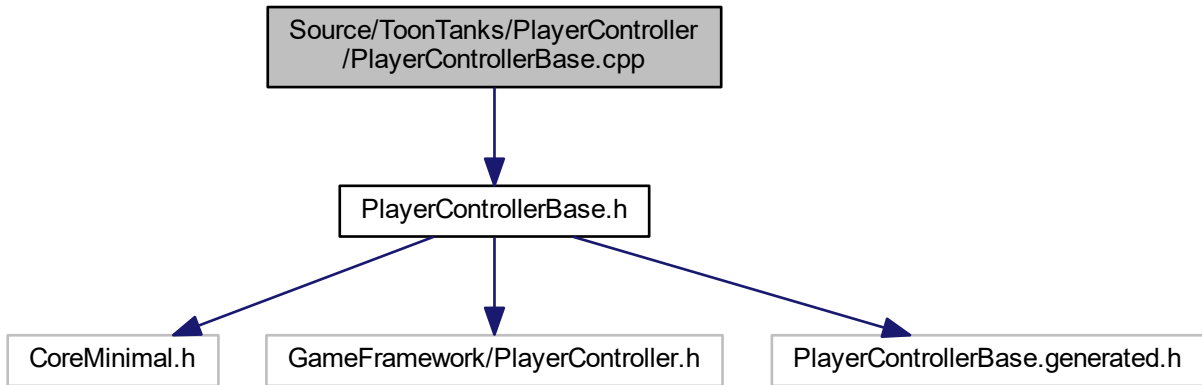 Source/ToonTanks/PlayerController
/PlayerControllerBase.cpp
PlayerControllerBase.h
CoreMinimal.h
GameFramework/PlayerController.h
PlayerControllerBase.generated.h